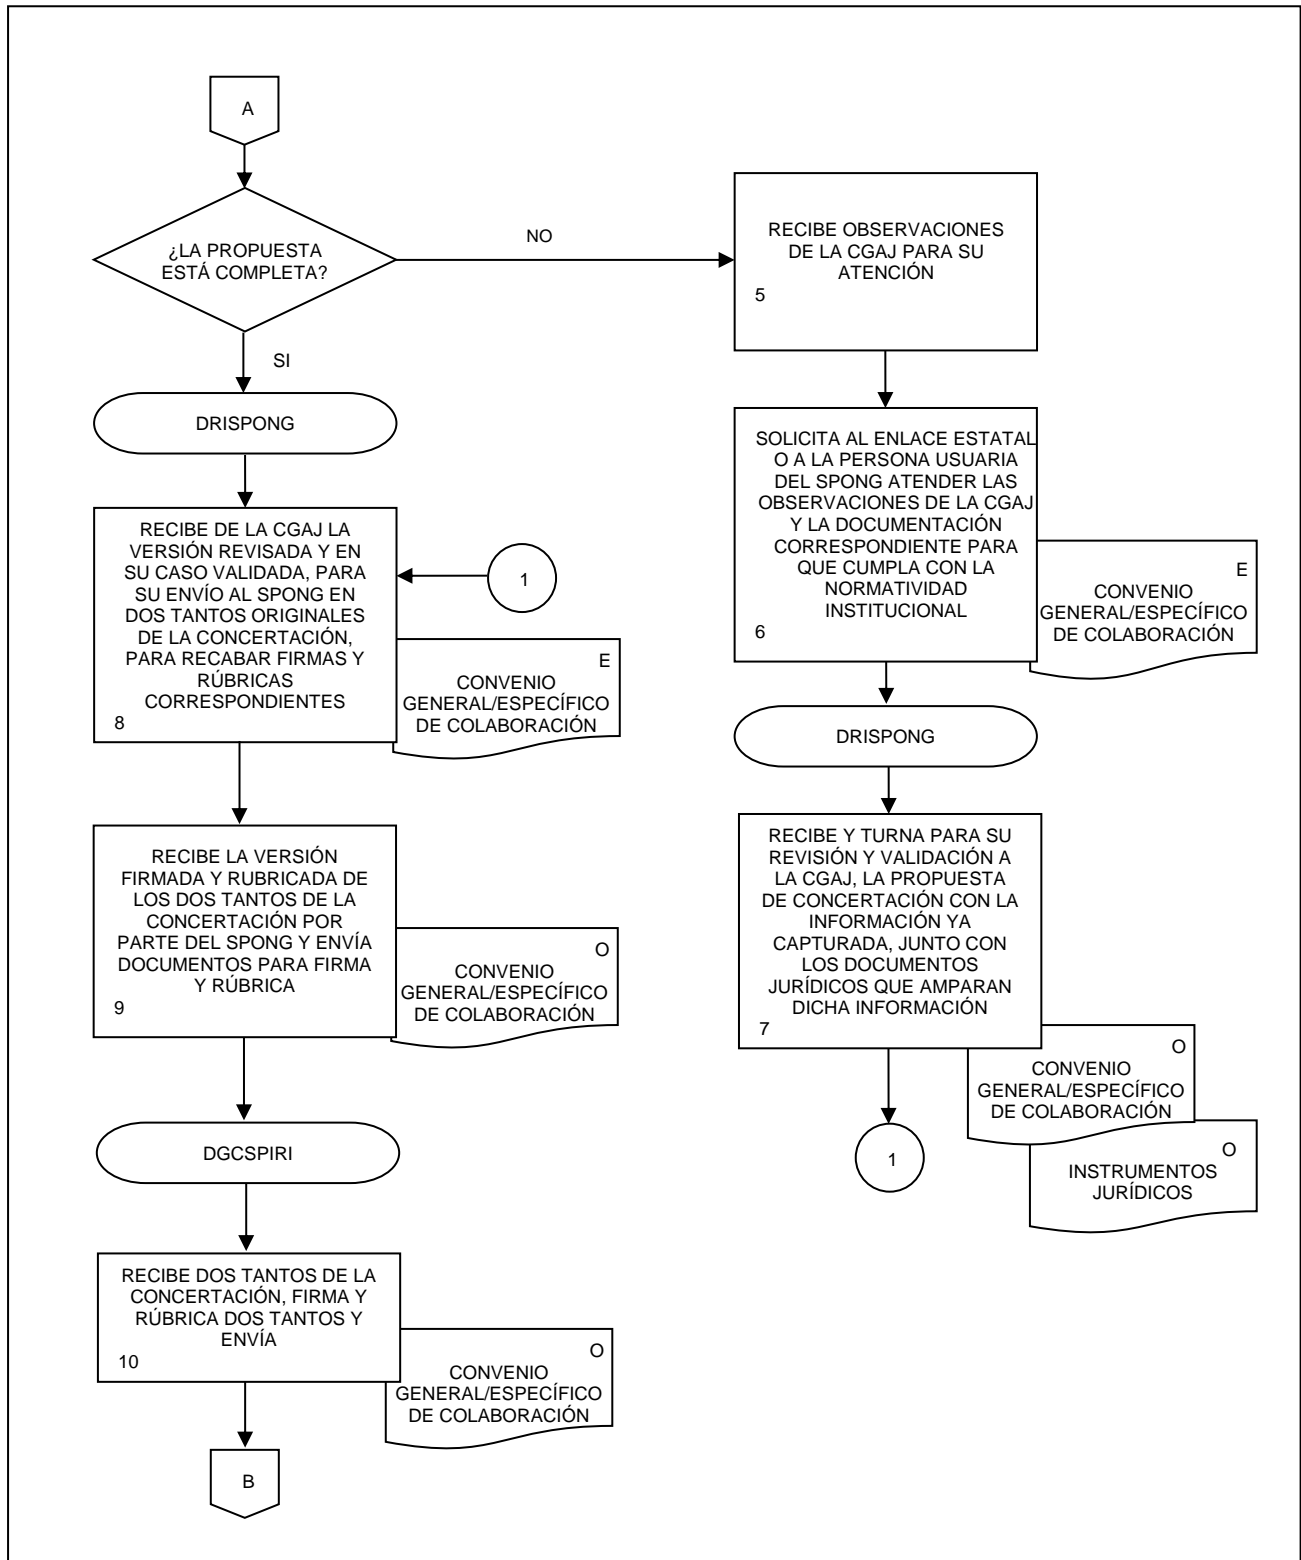 A
¿LA PROPUESTA
ESTÁ COMPLETA?
NO
SI
DRISPONG
RECIBE DE LA CGAJ LA
VERSIÓN REVISADA Y EN
SU CASO VALIDADA, PARA
SU ENVÍO AL SPONG EN
DOS TANTOS ORIGINALES
DE LA CONCERTACIÓN,
PARA RECABAR FIRMAS Y
RÚBRICAS
CORRESPONDIENTES
8
1
E
CONVENIO
GENERAL/ESPECÍFICO
DE COLABORACIÓN
RECIBE LA VERSIÓN
FIRMADA Y RUBRICADA DE
LOS DOS TANTOS DE LA
CONCERTACIÓN POR
PARTE DEL SPONG Y ENVÍA
DOCUMENTOS PARA FIRMA
Y RÚBRICA
9
O
CONVENIO
GENERAL/ESPECÍFICO
DE COLABORACIÓN
DGCSPIRI
RECIBE DOS TANTOS DE LA
CONCERTACIÓN, FIRMA Y
RÚBRICA DOS TANTOS Y
ENVÍA
10
O
CONVENIO
GENERAL/ESPECÍFICO
DE COLABORACIÓN
B
RECIBE OBSERVACIONES
DE LA CGAJ PARA SU
ATENCIÓN
5
SOLICITA AL ENLACE ESTATAL
O A LA PERSONA USUARIA
DEL SPONG ATENDER LAS
OBSERVACIONES DE LA CGAJ
Y LA DOCUMENTACIÓN
CORRESPONDIENTE PARA
QUE CUMPLA CON LA
NORMATIVIDAD
INSTITUCIONAL
6
E
CONVENIO
GENERAL/ESPECÍFICO
DE COLABORACIÓN
DRISPONG
RECIBE Y TURNA PARA SU
REVISIÓN Y VALIDACIÓN A
LA CGAJ, LA PROPUESTA
DE CONCERTACIÓN CON LA
INFORMACIÓN YA
CAPTURADA, JUNTO CON
LOS DOCUMENTOS
JURÍDICOS QUE AMPARAN
DICHA INFORMACIÓN
7
O
CONVENIO
GENERAL/ESPECÍFICO
DE COLABORACIÓN
O
INSTRUMENTOS
JURÍDICOS
1